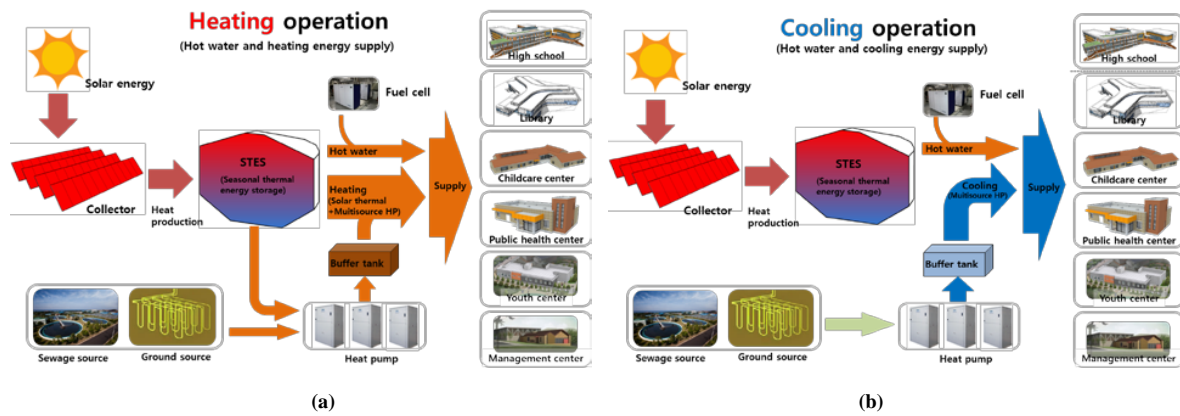 Heating operation
(Hot water and heating energy supply)
Solar energy
Fuel cell
High school
Library
STES
(Seasonal thermal
energy storage)
Hot water
Heating
(Solar thermal
+Multisource HP)
Supply
Collector
Heat
production
Childcare center
Public health center
Buffer tank
Youth center
Sewage source
Ground source
Heat pump
Management center
(a)
Cooling operation
(Hot water and cooling energy supply)
Solar energy
Fuel cell
High school
Library
STES
(Seasonal thermal
energy storage)
Hot water
Cooling
(Multisource HP)
Supply
Collector
Heat
production
Childcare center
Public health center
Buffer tank
Youth center
Sewage source
Ground source
Heat pump
Management center
(b)